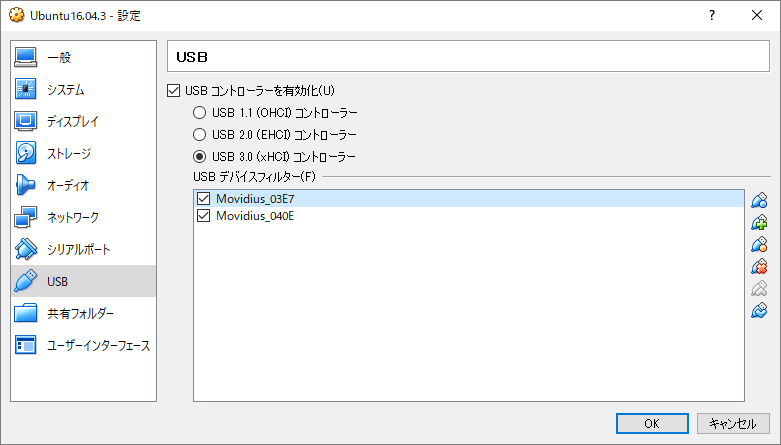 Ubuntu16.04.3 - 設定
一般
システム
ディスプレイ
ストレージ
オーディオ
ネットワーク
シリアルポート
USB
共有フォルダー
ユーザーインターフェース
USB
USB コントローラーを有効化(U)
USB 1.1 (OHCI) コントローラー
USB 2.0 (EHCI) コントローラー
USB 3.0 (xHCI) コントローラー
USB デバイスフィルター(F)
Movidius_03E7
Movidius_040E
OK
キャンセル